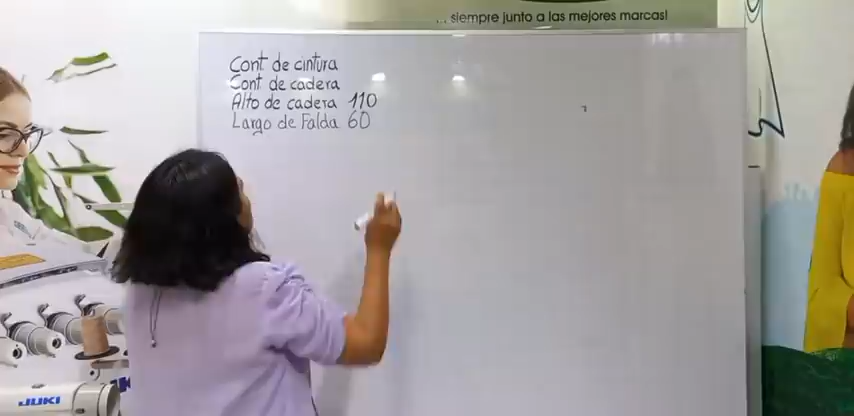 ... siempre junto a las mejores marcas!
Cont de cintura
Cont de cadera
Alto de cadera 110
Largo de Falda 60
JUKI